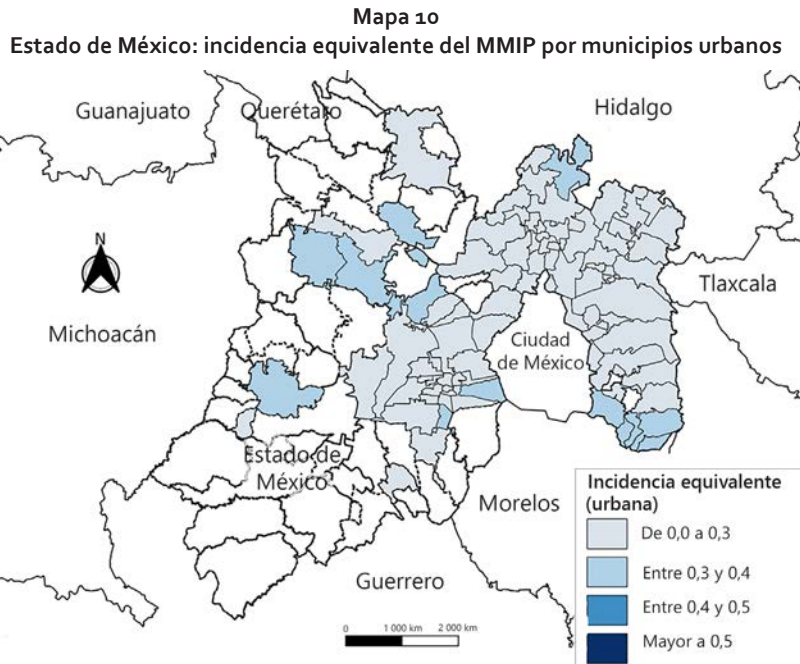 Mapa 10
Estado de México: incidencia equivalente del MMIP por municipios urbanos
Guanajuato
Querétaro
Hidalgo
N
Tlaxcala
Michoacán
Ciudad
de México
Estado de
México
Morelos
Guerrero
0 1 000 km 2 000 km
Incidencia equivalente
(urbana)
De 0,0 a 0,3
Entre 0,3 y 0,4
Entre 0,4 y 0,5
Mayor a 0,5